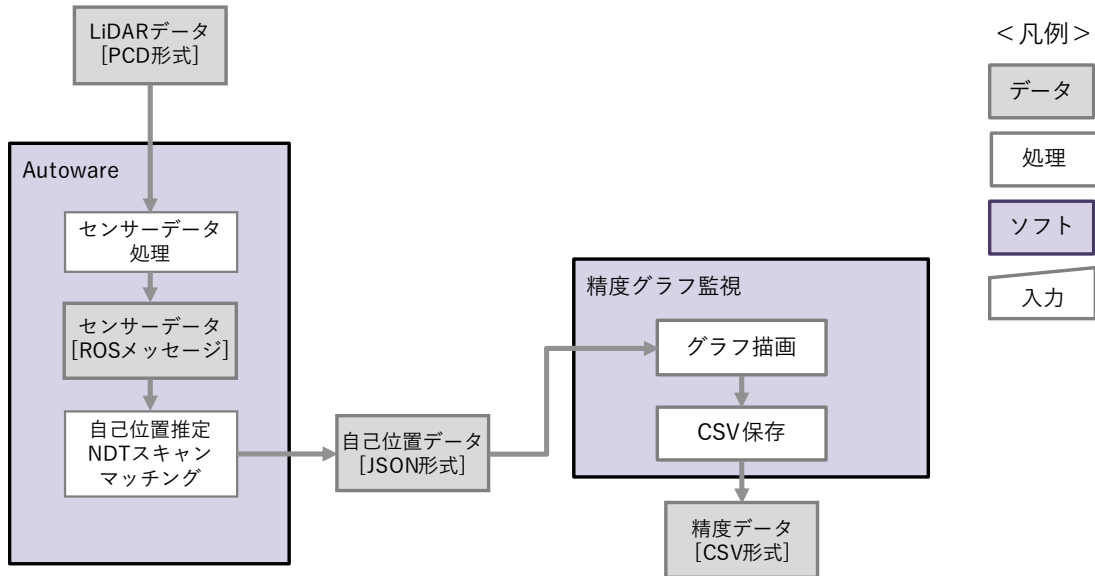 LiDARデータ
[PCD形式]
Autoware
センサーデータ
処理
センサーデータ
[ROSメッセージ]
自己位置推定
NDTスキャン
マッチング
自己位置データ
[JSON形式]
精度グラフ監視
グラフ描画
CSV保存
精度データ
[CSV形式]
＜凡例＞
データ
処理
ソフト
入力